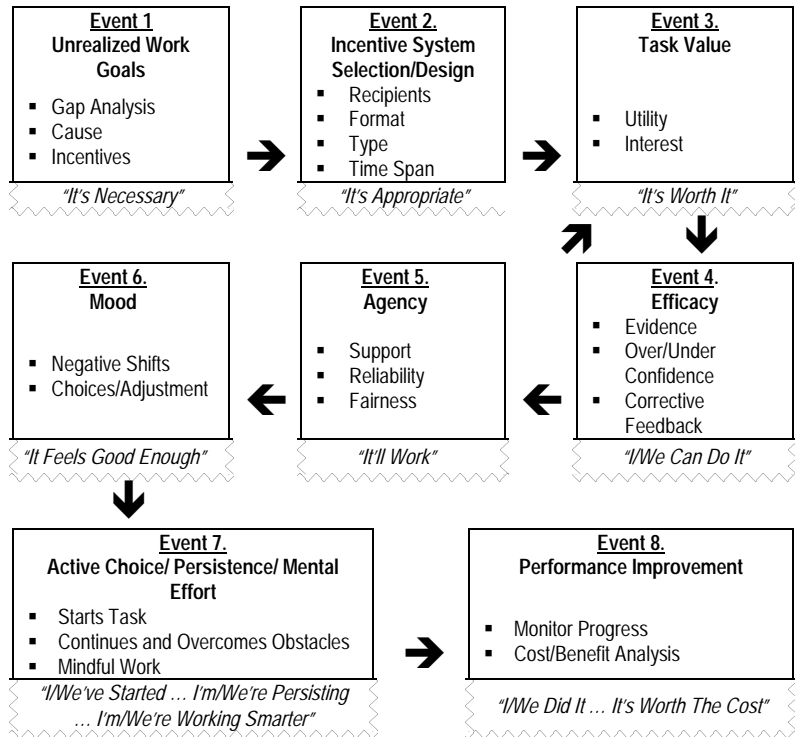 Event 1
Unrealized Work
Goals
▪ Gap Analysis
▪ Cause
▪ Incentives
"It's Necessary"
Event 2.
Incentive System
Selection/Design
▪ Recipients
▪ Format
▪ Type
▪ Time Span
"It's Appropriate"
Event 3.
Task Value
▪ Utility
▪ Interest
"It's Worth It"
Event 4.
Efficacy
▪ Evidence
▪ Over/Under
Confidence
▪ Corrective
Feedback
"I/We Can Do It"
Event 5.
Agency
▪ Support
▪ Reliability
▪ Fairness
"It'll Work"
Event 6.
Mood
▪ Negative Shifts
▪ Choices/Adjustment
"It Feels Good Enough"
Event 7.
Active Choice/ Persistence/ Mental
Effort
▪ Starts Task
▪ Continues and Overcomes Obstacles
▪ Mindful Work
"I/We've Started … I'm/We're Persisting
… I'm/We're Working Smarter"
Event 8.
Performance Improvement
▪ Monitor Progress
▪ Cost/Benefit Analysis
"I/We Did It … It's Worth The Cost"